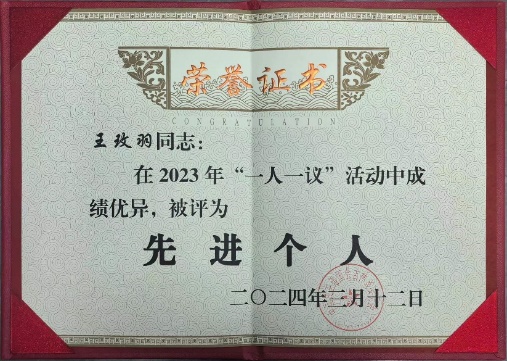 荣誉证书
CONGRATULATION
王玫羽同志：
在2023年“一人一议”活动中成
绩优异，被评为
先进个人
二〇二四年三月十二日